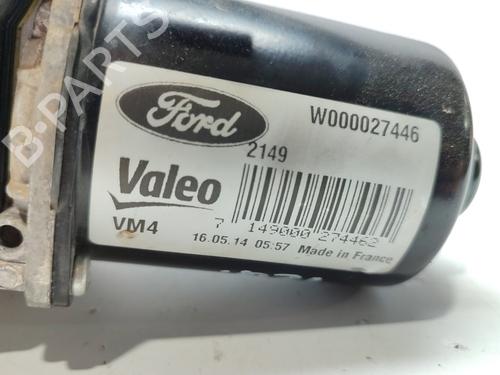 B-PARTS
Ford
W000027446
2149
Valeo
VM4
7 149000 274462
16.05.14 05:57 Made in France